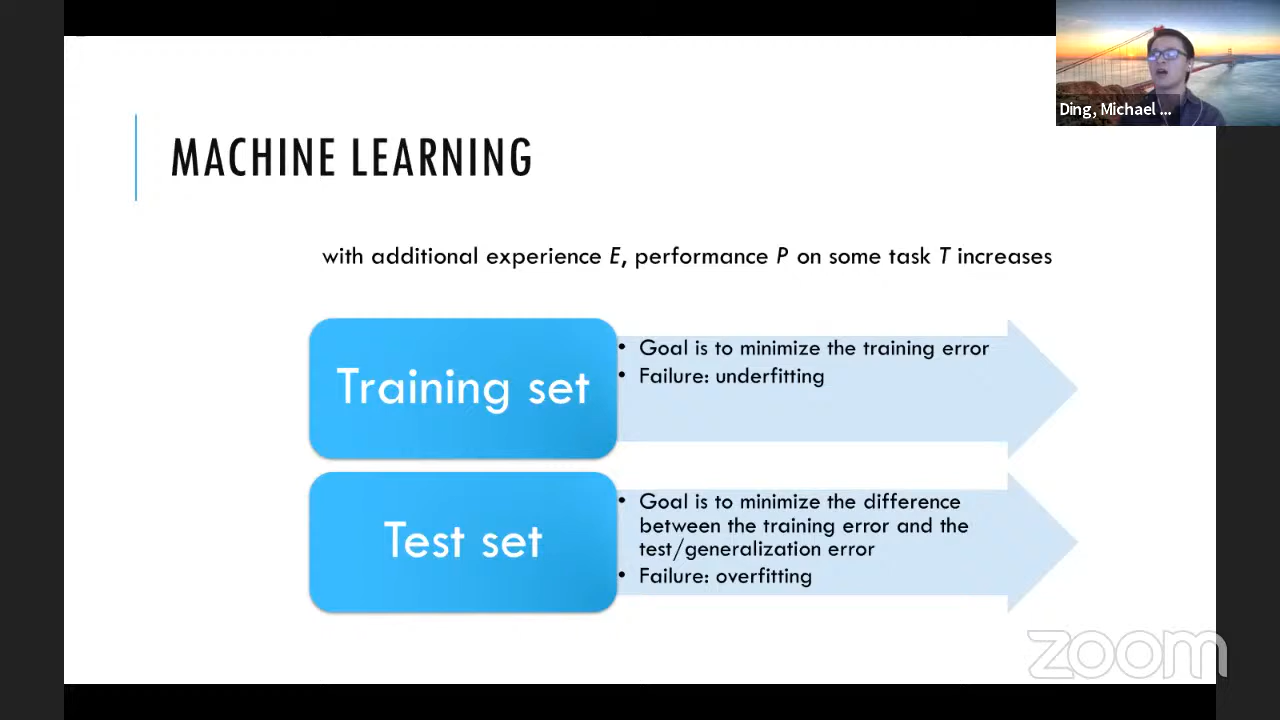 Ding, Michael ...
MACHINE LEARNING
with additional experience E, performance P on some task T increases
Training set
• Goal is to minimize the training error
• Failure: underfitting
Test set
• Goal is to minimize the difference
between the training error and the
test/generalization error
• Failure: overfitting
zoom